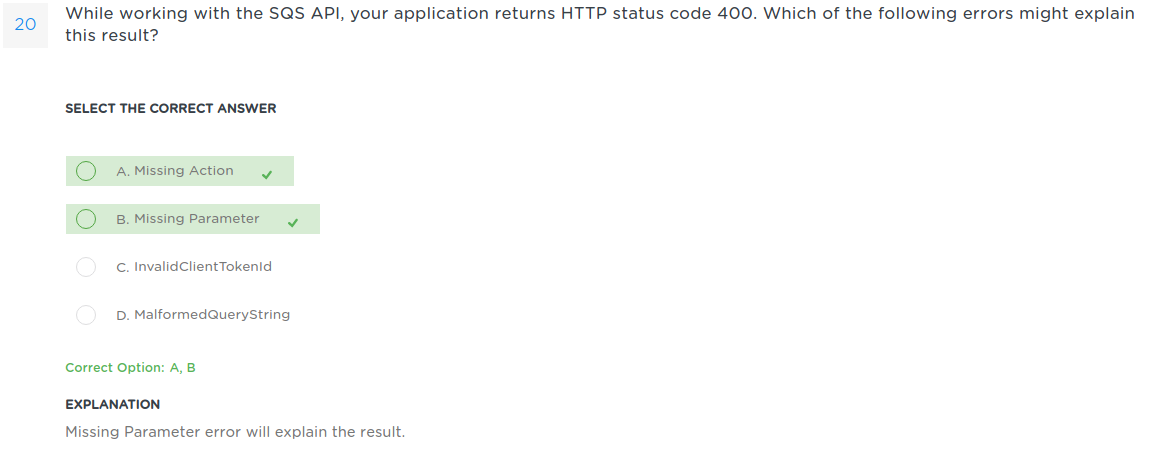 20
While working with the SQS API, your application returns HTTP status code 400. Which of the following errors might explain
this result?
SELECT THE CORRECT ANSWER
A. Missing Action
B. Missing Parameter
C. InvalidClientTokenId
D. MalformedQueryString
Correct Option: A, B
EXPLANATION
Missing Parameter error will explain the result.